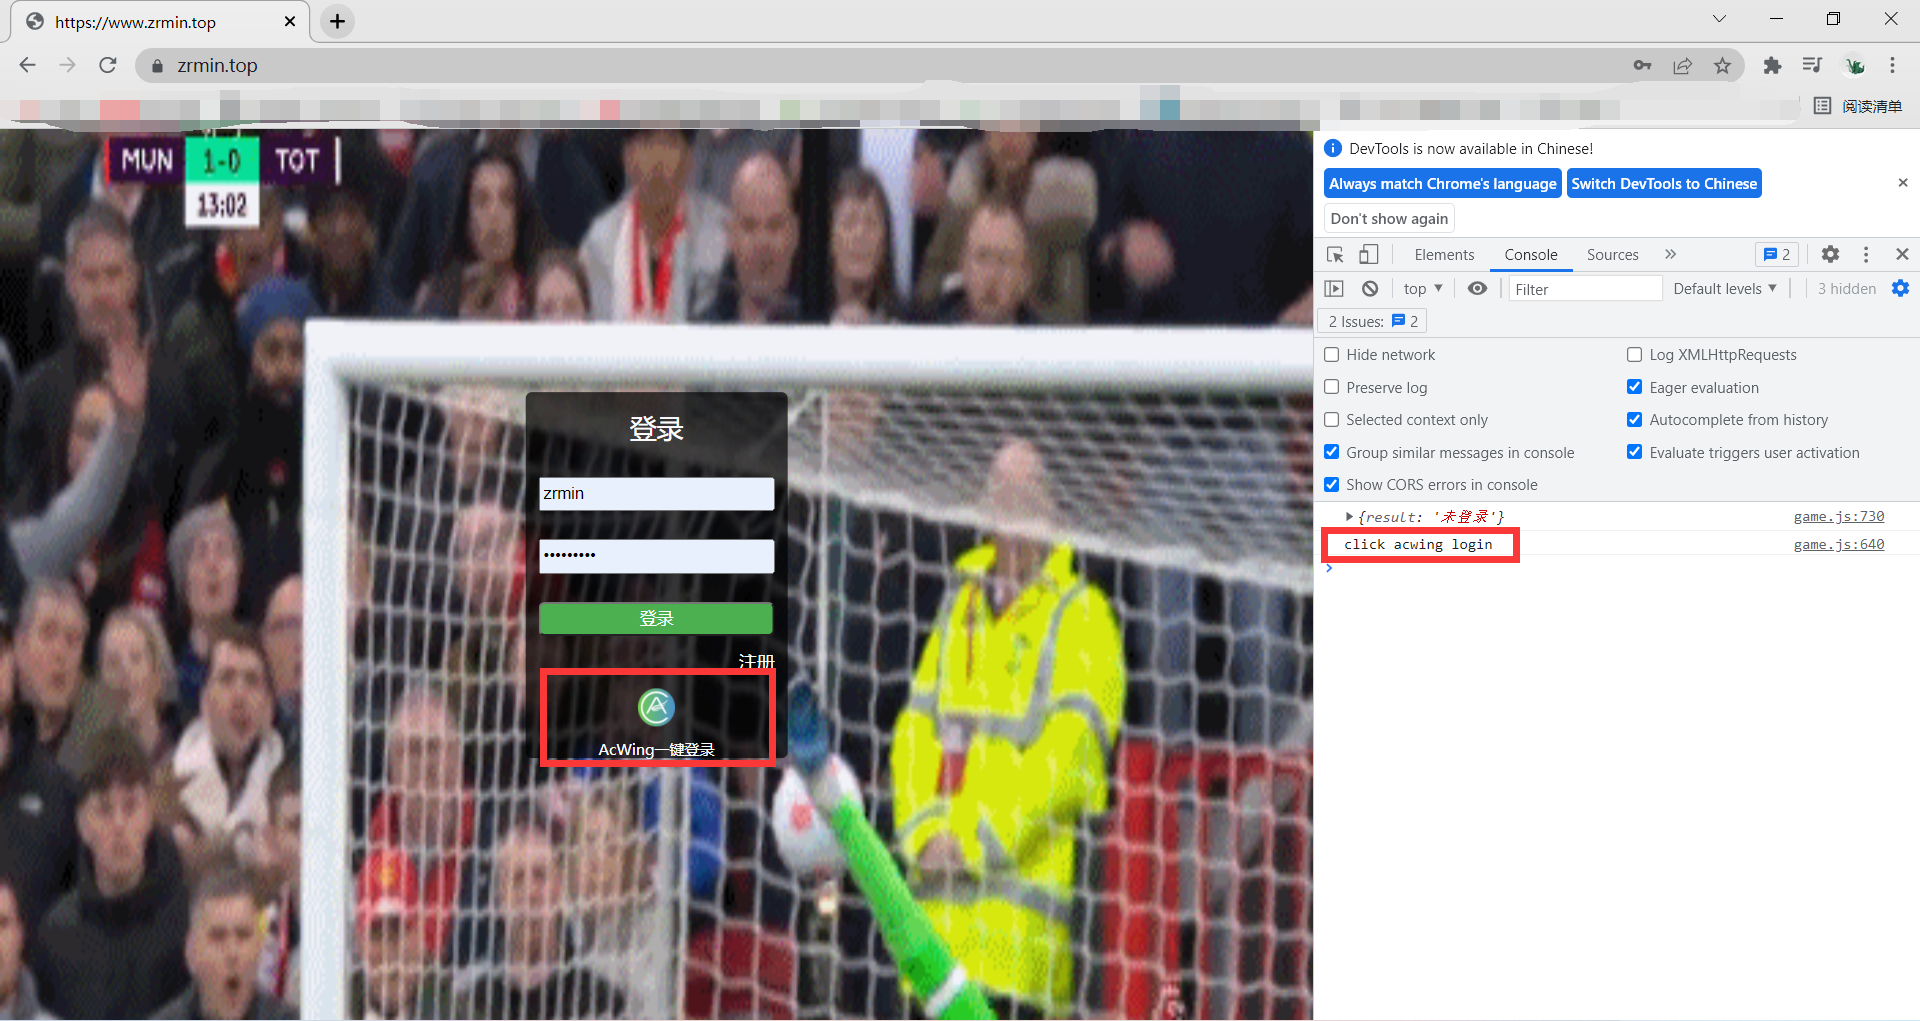 https://www.zrmin.top
zrmin.top
阅读清单
MUN 1-0 TOT
13:02
登录
zrmin
•••••••••
登录
注册
AcWing一键登录
DevTools is now available in Chinese!
Always match Chrome's language
Switch DevTools to Chinese
Don't show again
Elements Console Sources 2
top Filter Default levels 3 hidden
2 Issues: 2
Hide network Log XMLHttpRequests
Preserve log Eager evaluation
Selected context only Autocomplete from history
Group similar messages in console Evaluate triggers user activation
Show CORS errors in console
{result: '未登录'} game.js:730
click acwing login game.js:640